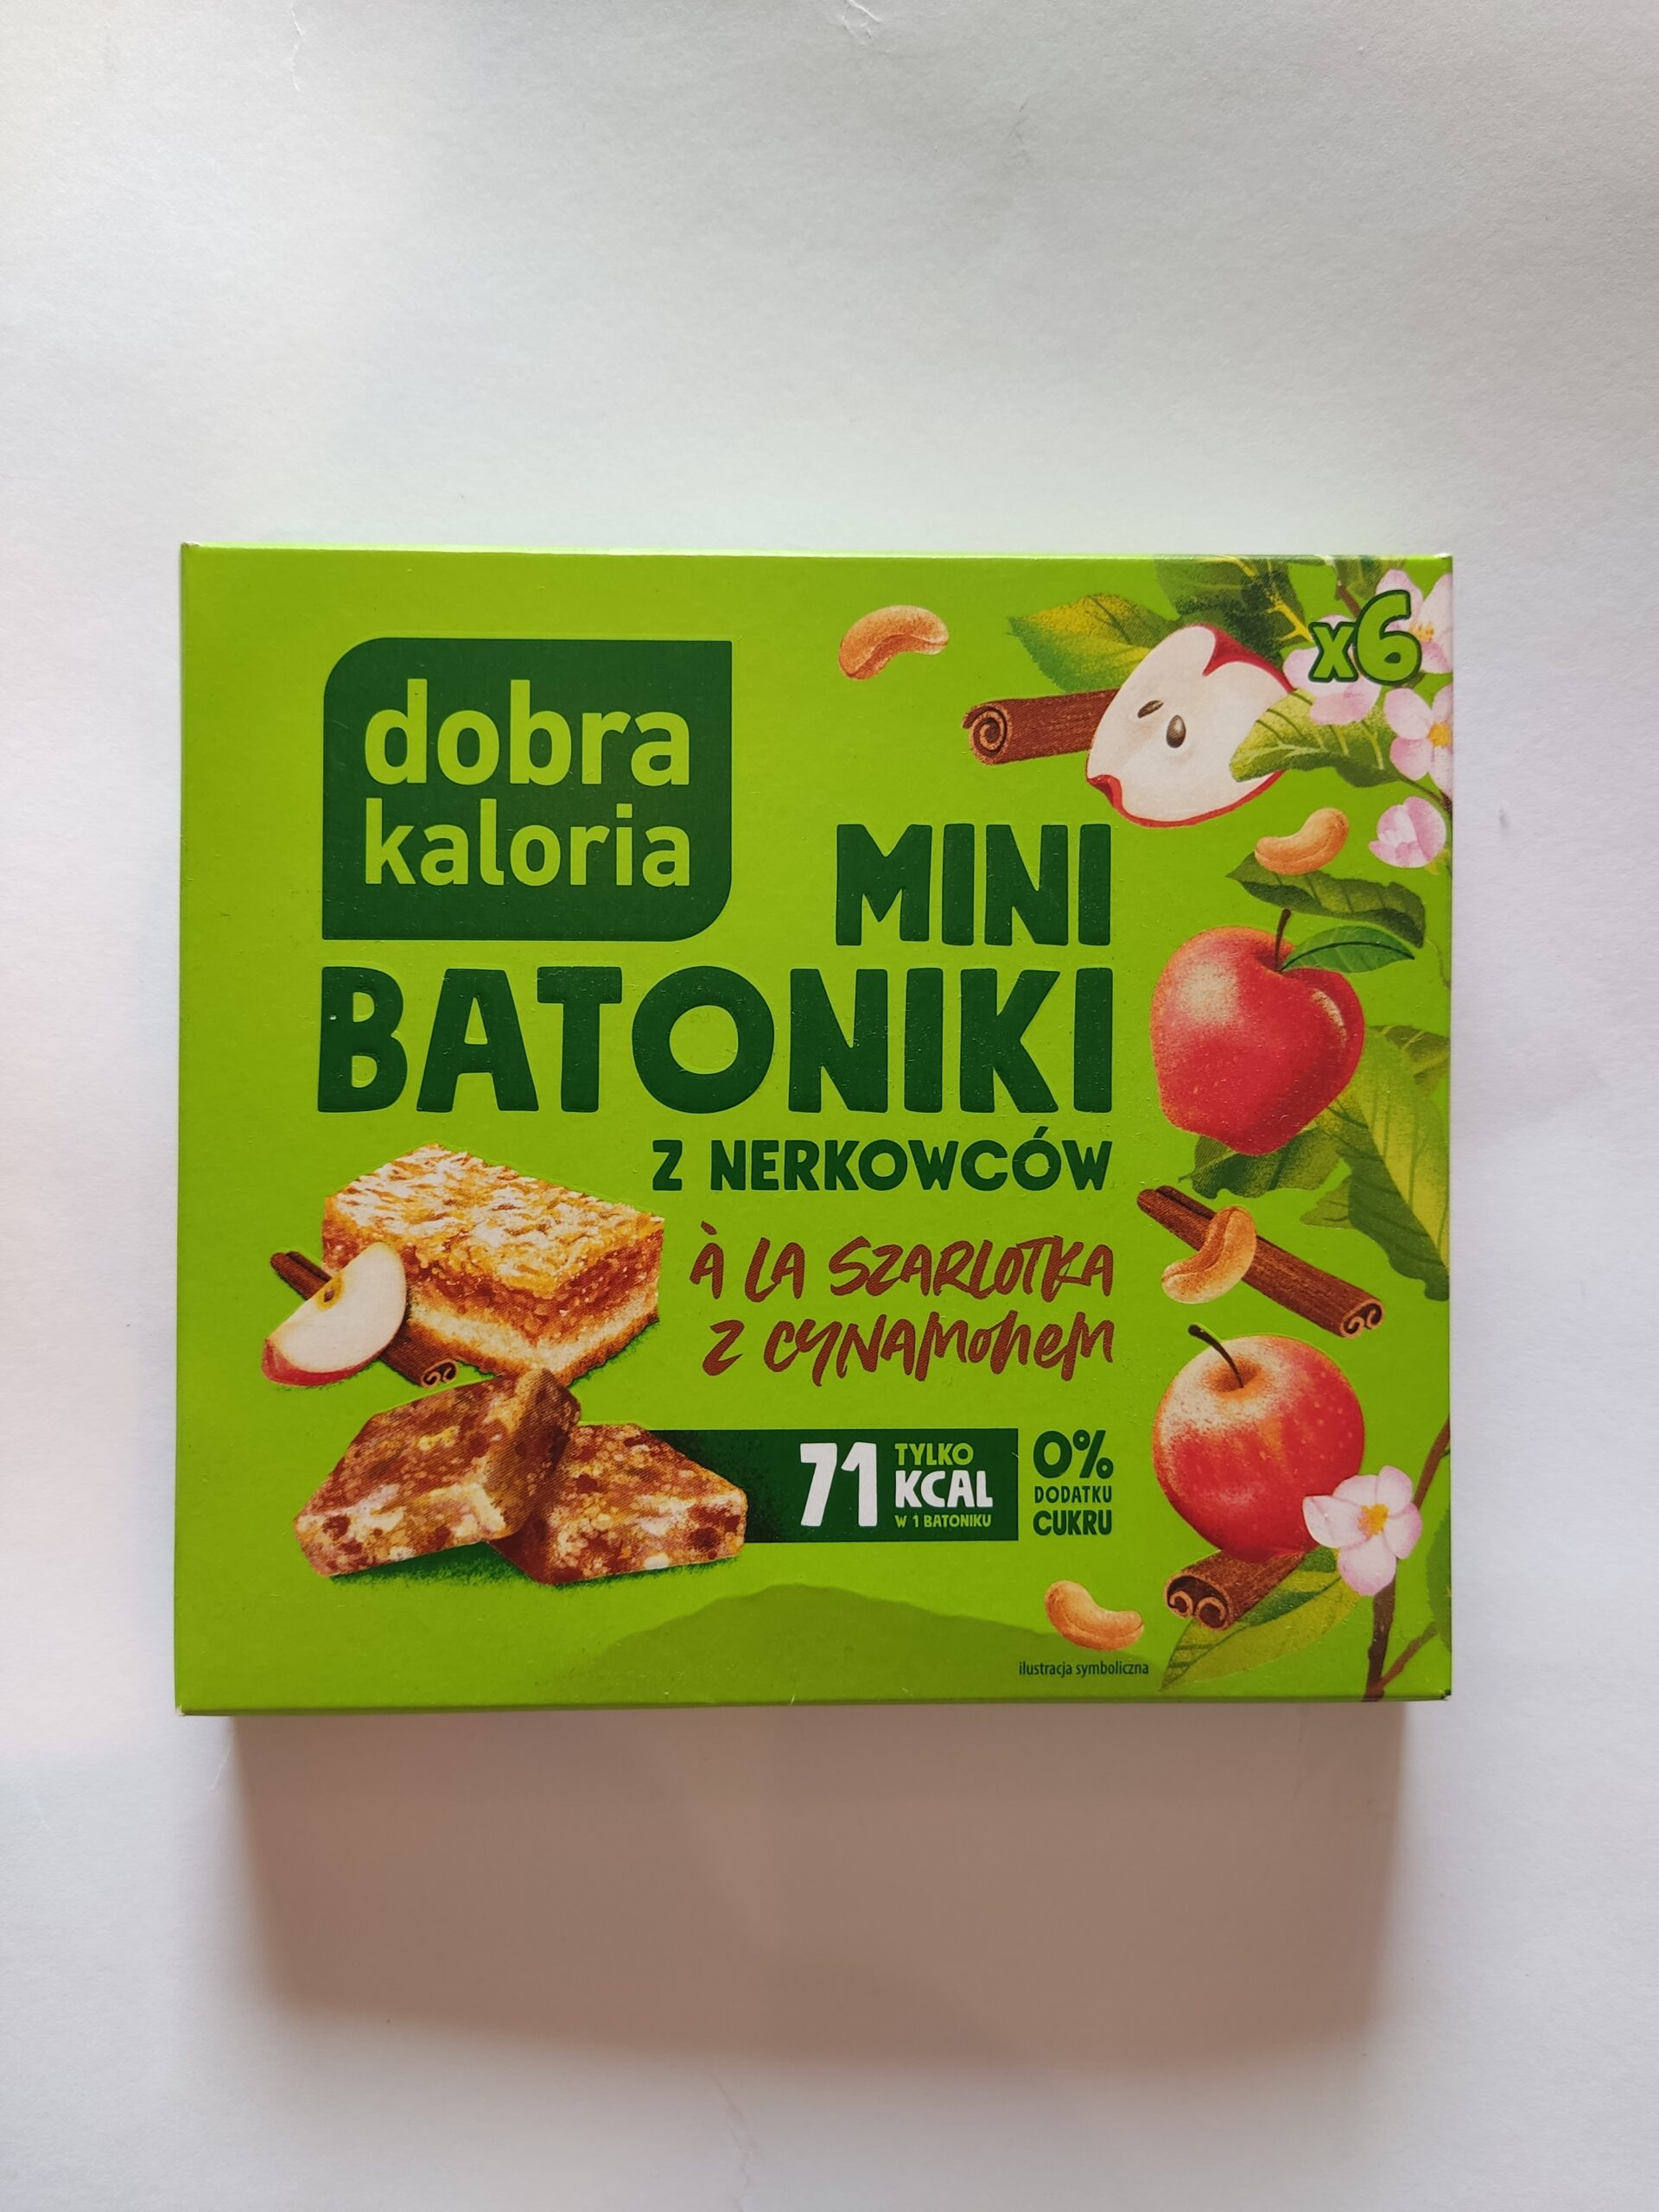 x6
dobra
kaloria
MINI
BATONIKI
Z NERKOWCÓW
À LA SZARLOTKA
Z CYNAMONEM
71 TYLKO
KCAL
W 1 BATONIKU
0%
DODATKU
CUKRU
ilustracja symboliczna